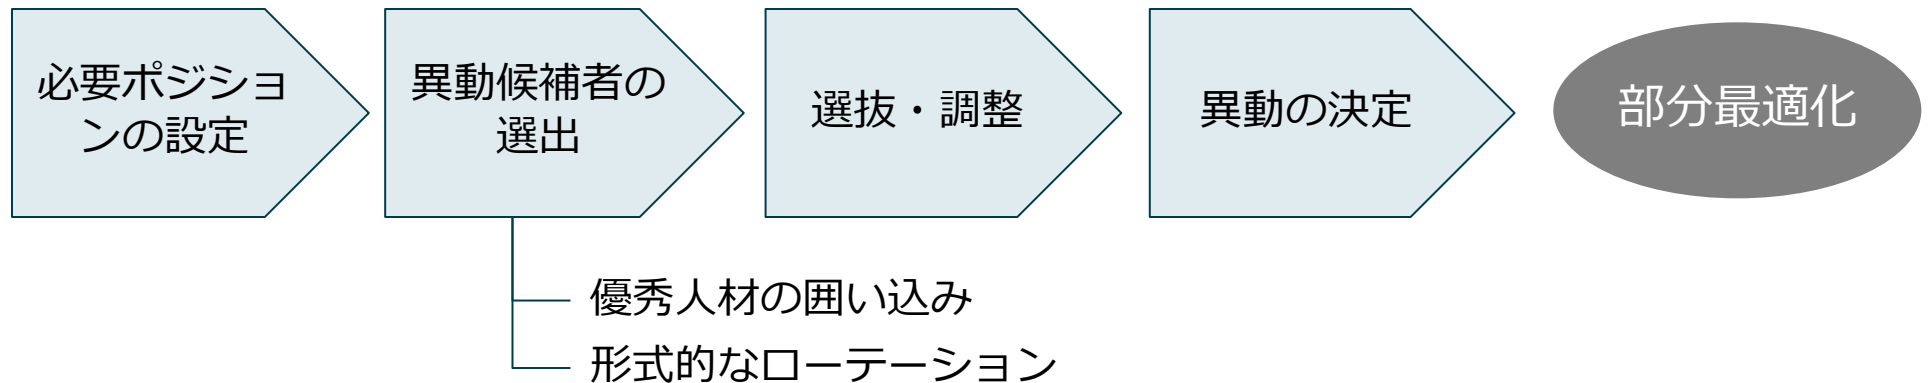 必要ポジショ
ンの設定
異動候補者の
選出
選抜・調整
異動の決定
部分最適化
優秀人材の囲い込み
形式的なローテーション